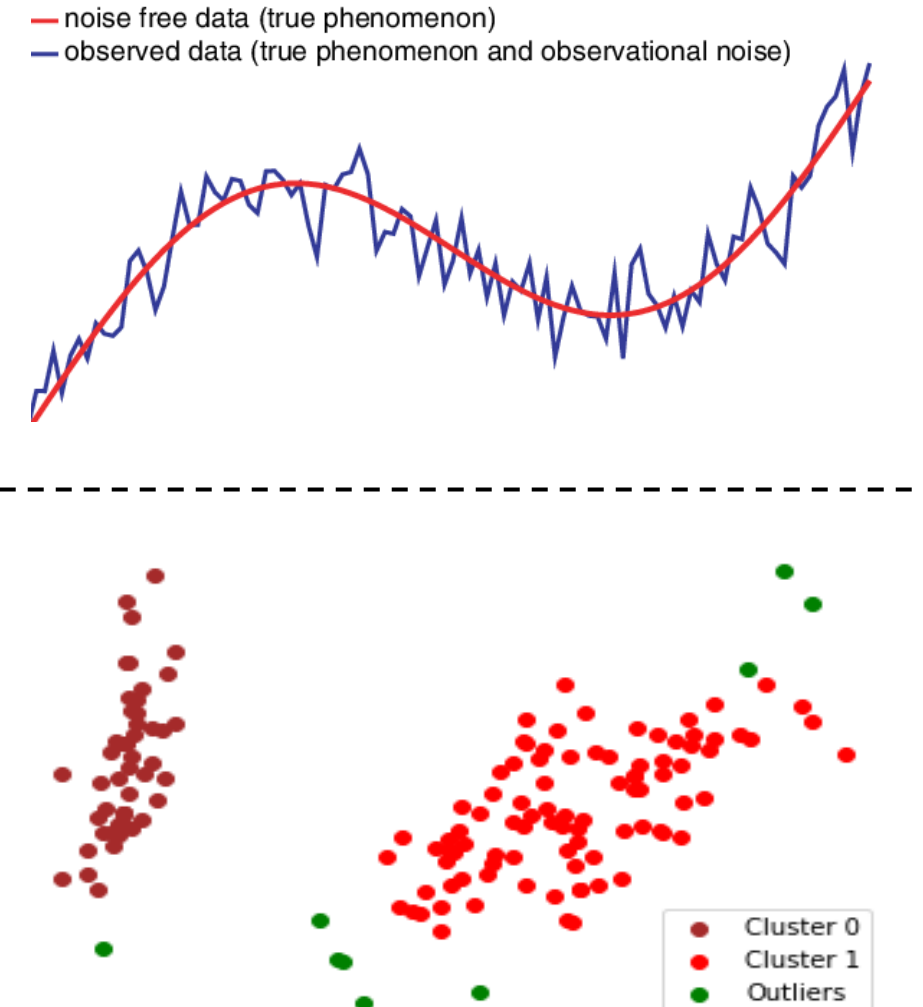 noise free data (true phenomenon)
observed data (true phenomenon and observational noise)
Cluster 0
Cluster 1
Outliers